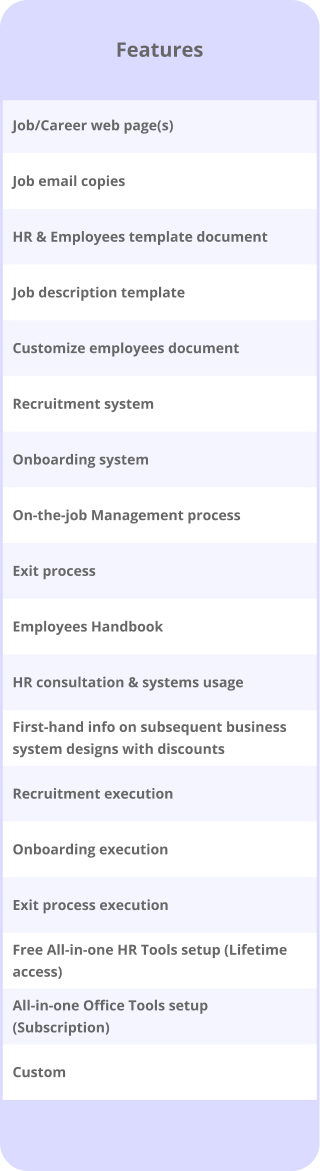 Features
Job/Career web page(s)
Job email copies
HR & Employees template document
Job description template
Customize employees document
Recruitment system
Onboarding system
On-the-job Management process
Exit process
Employees Handbook
HR consultation & systems usage
First-hand info on subsequent business
system designs with discounts
Recruitment execution
Onboarding execution
Exit process execution
Free All-in-one HR Tools setup (Lifetime
access)
All-in-one Office Tools setup
(Subscription)
Custom